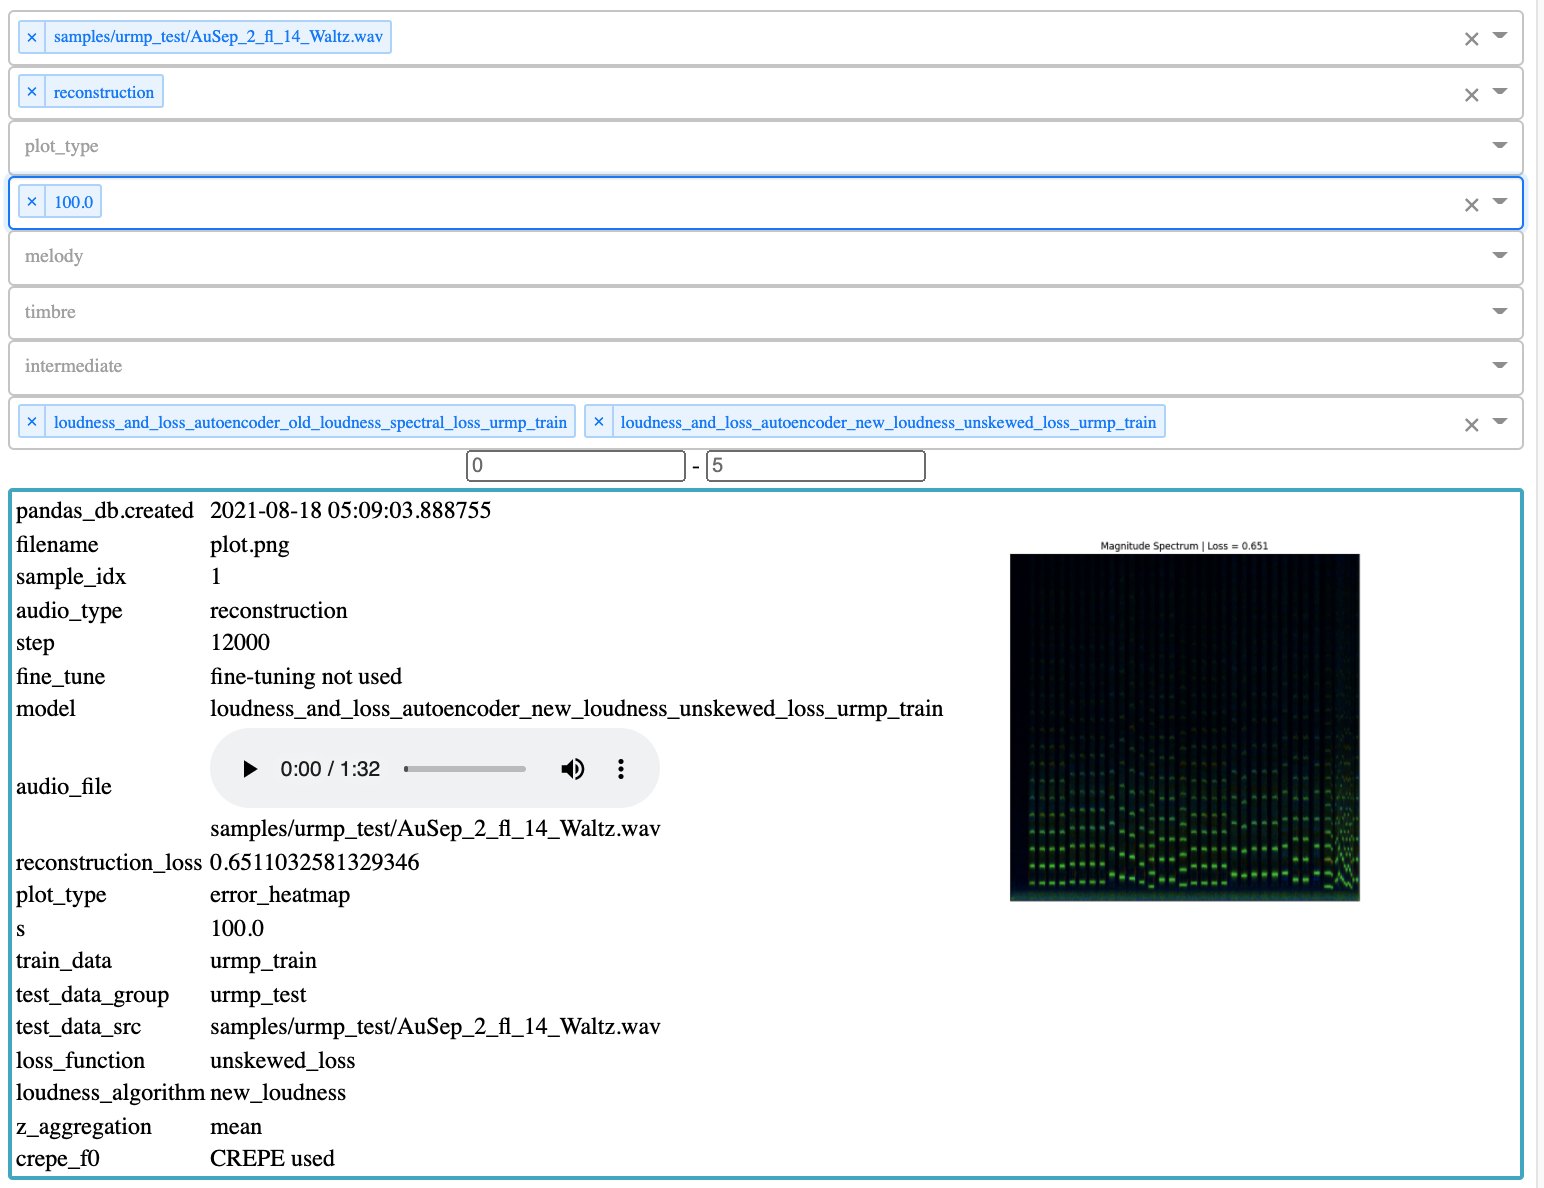 × samples/urmp_test/AuSep_2_fl_14_Waltz.wav ×
× reconstruction ×
plot_type
× 100.0 ×
melody
timbre
intermediate
× loudness_and_loss_autoencoder_old_loudness_spectral_loss_urmp_train × loudness_and_loss_autoencoder_new_loudness_unskewed_loss_urmp_train ×
0 - 5
pandas_db.created 2021-08-18 05:09:03.888755
filename plot.png
sample_idx 1
audio_type reconstruction
step 12000
fine_tune fine-tuning not used
model loudness_and_loss_autoencoder_new_loudness_unskewed_loss_urmp_train
audio_file 0:00 / 1:32
samples/urmp_test/AuSep_2_fl_14_Waltz.wav
reconstruction_loss 0.6511032581329346
plot_type error_heatmap
s 100.0
train_data urmp_train
test_data_group urmp_test
test_data_src samples/urmp_test/AuSep_2_fl_14_Waltz.wav
loss_function unskewed_loss
loudness_algorithm new_loudness
z_aggregation mean
crepe_f0 CREPE used
Magnitude Spectrum | Loss = 0.651